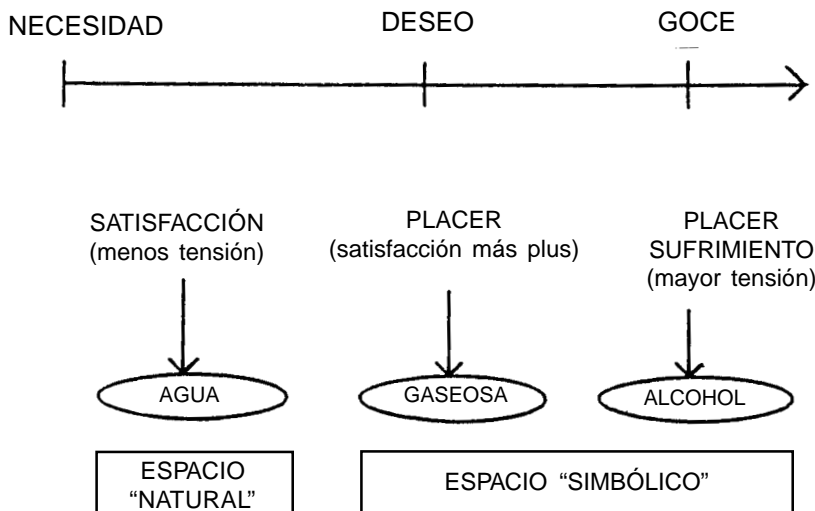 NECESIDAD DESEO GOCE
SATISFACCIÓN
(menos tensión)
PLACER
(satisfacción más plus)
PLACER
SUFRIMIENTO
(mayor tensión)
AGUA
GASEOSA
ALCOHOL
ESPACIO
“NATURAL”
ESPACIO “SIMBÓLICO”